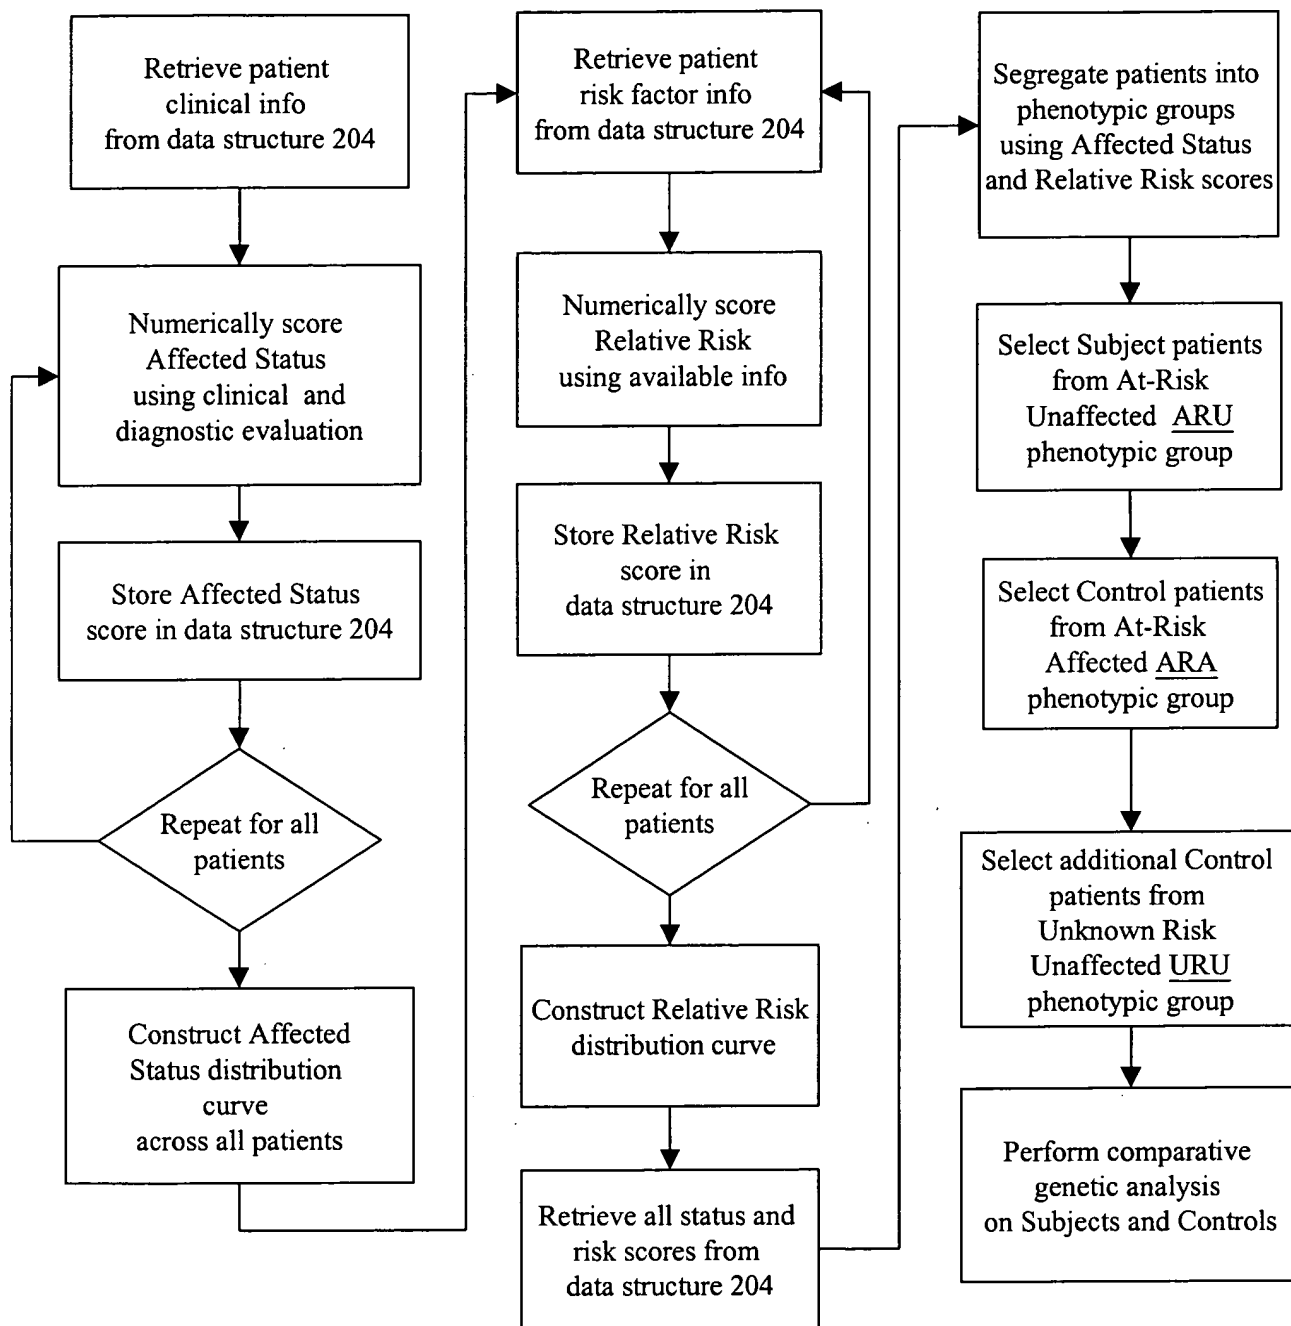 Retrieve patient
clinical info
from data structure 204
Numerically score
Affected Status
using clinical and
diagnostic evaluation
Store Affected Status
score in data structure 204
Repeat for all
patients
Construct Affected
Status distribution
curve
across all patients
Retrieve patient
risk factor info
from data structure 204
Numerically score
Relative Risk
using available info
Store Relative Risk
score in
data structure 204
Repeat for all
patients
Construct Relative Risk
distribution curve
Retrieve all status and
risk scores from
data structure 204
Segregate patients into
phenotypic groups
using Affected Status
and Relative Risk scores
Select Subject patients
from At-Risk
Unaffected ARU
phenotypic group
Select Control patients
from At-Risk
Affected ARA
phenotypic group
Select additional Control
patients from
Unknown Risk
Unaffected URU
phenotypic group
Perform comparative
genetic analysis
on Subjects and Controls